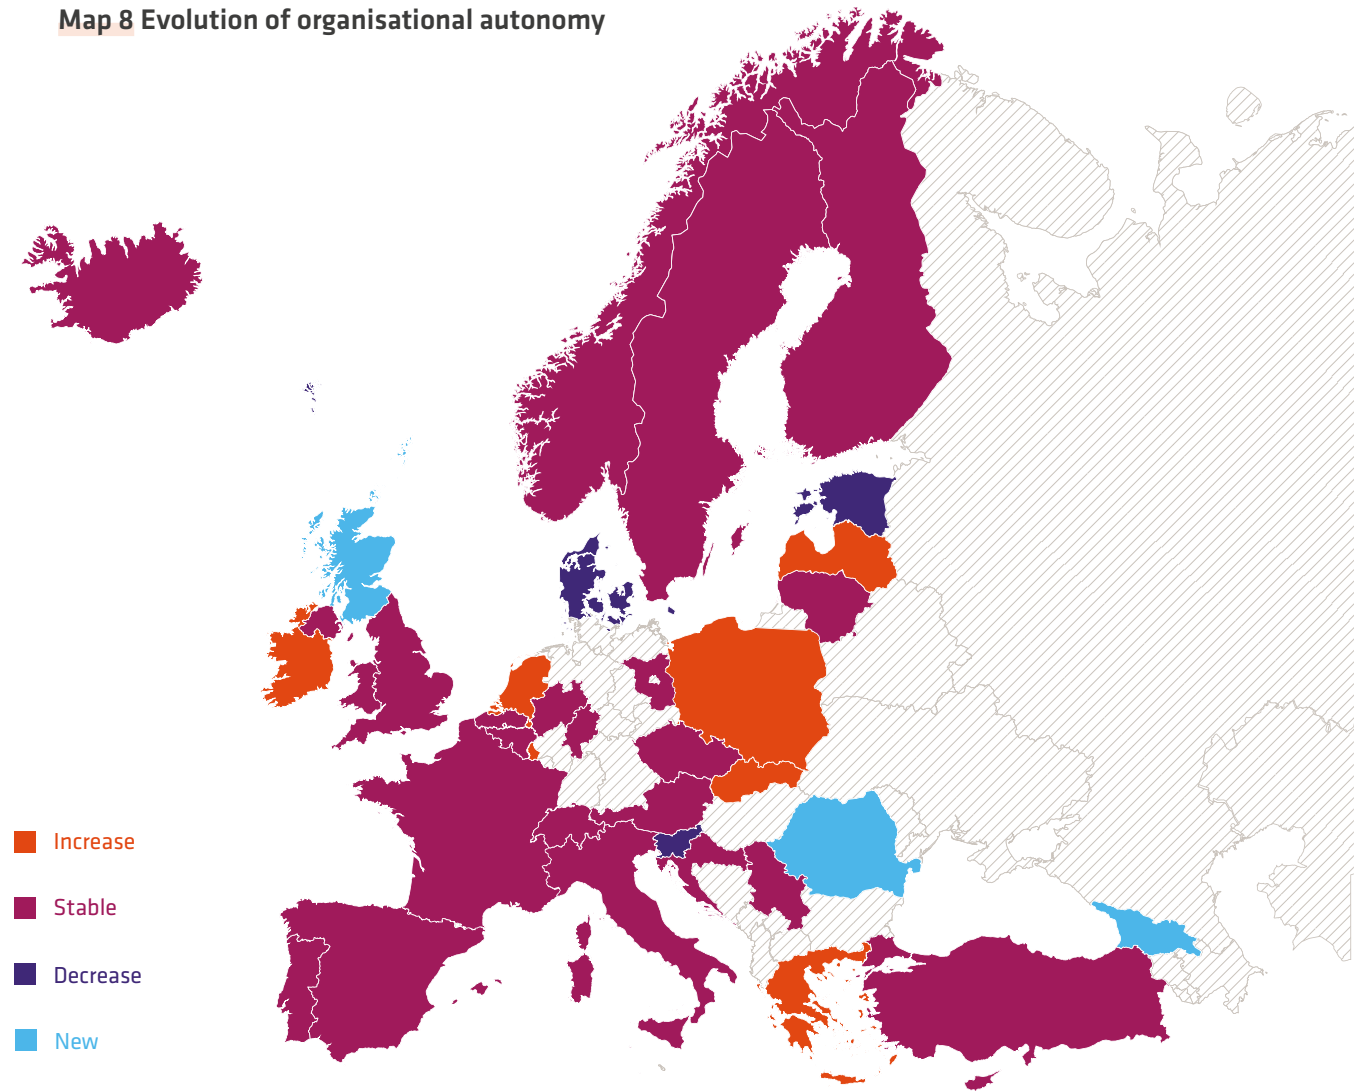 Map 8 Evolution of organisational autonomy
Increase
Stable
Decrease
New